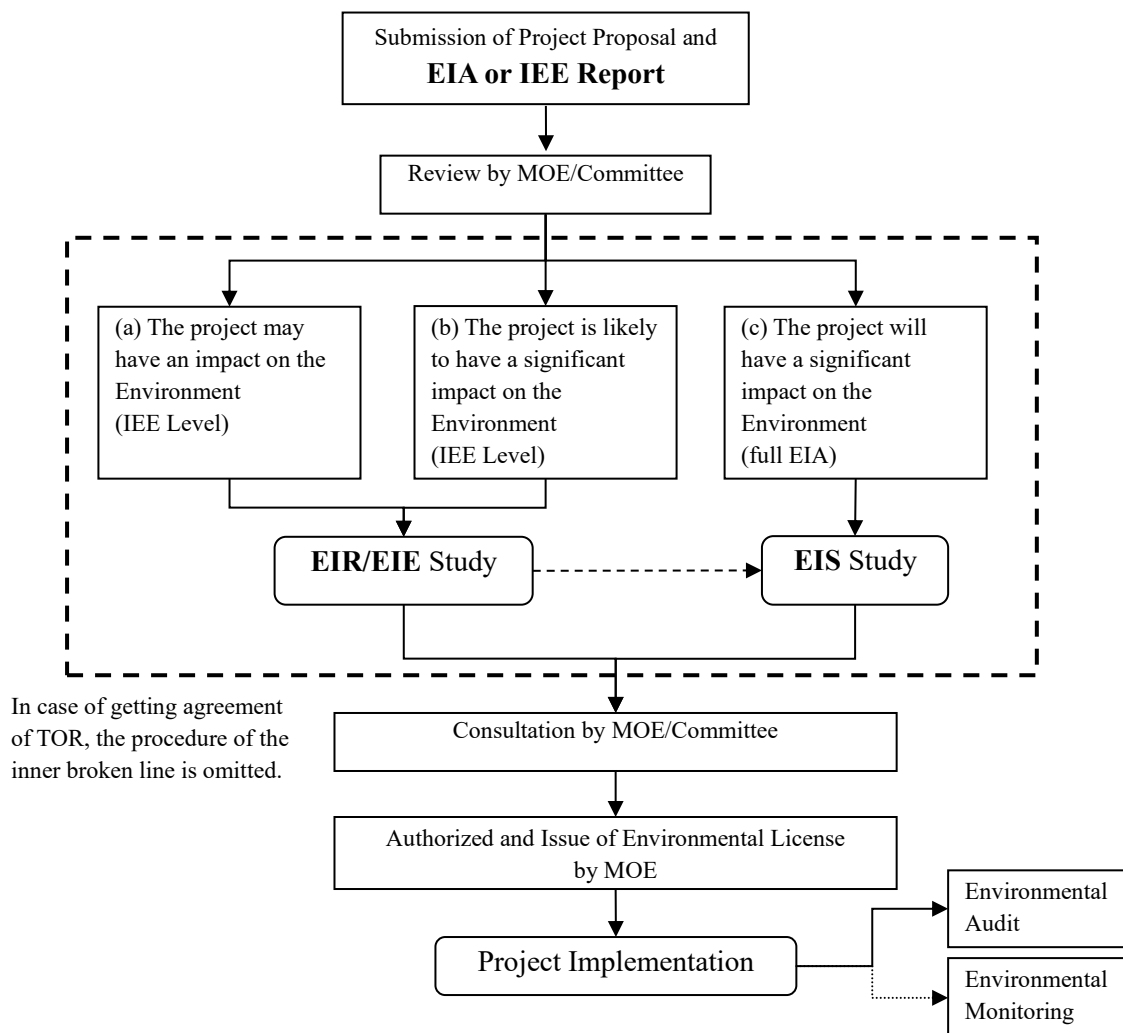 Submission of Project Proposal and
EIA or IEE Report
Review by MOE/Committee
(a) The project may
have an impact on the
Environment
(IEE Level)
(b) The project is likely
to have a significant
impact on the
Environment
(IEE Level)
(c) The project will
have a significant
impact on the
Environment
(full EIA)
EIR/EIE Study
EIS Study
In case of getting agreement
of TOR, the procedure of the
inner broken line is omitted.
Consultation by MOE/Committee
Authorized and Issue of Environmental License
by MOE
Project Implementation
Environmental
Audit
Environmental
Monitoring